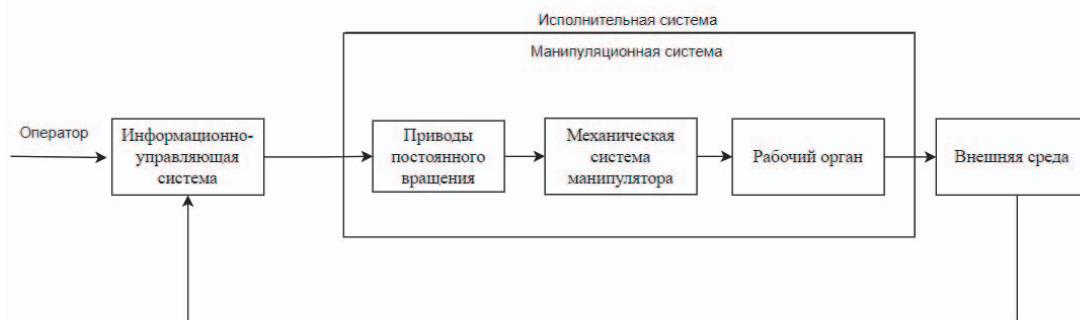 Исполнительная система
Манипуляционная система
Оператор
Информационно-
управляющая
система
Приводы
постоянного
вращения
Механическая
система
манипулятора
Рабочий орган
Внешняя среда